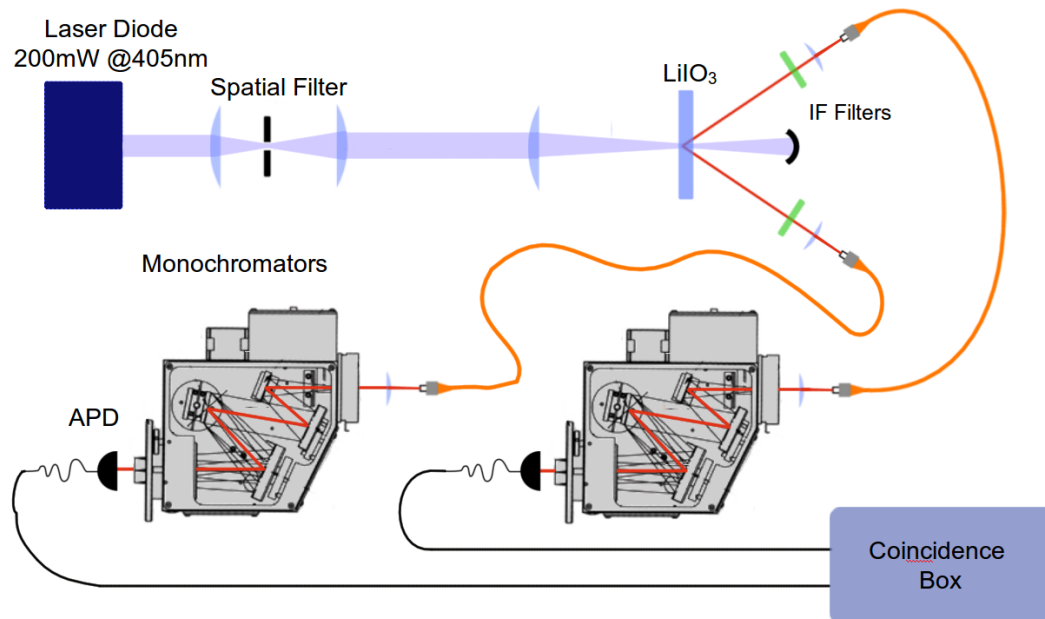 Laser Diode
200mW @405nm
Spatial Filter
LiIO₃
IF Filters
Monochromators
APD
Coincidence
Box